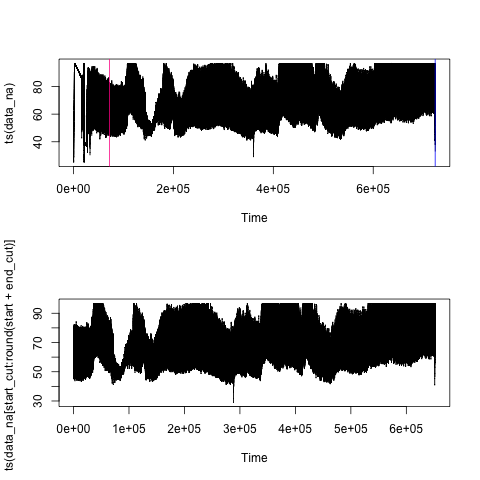 ts(data_na)
80
60
40
0e+00 2e+05 4e+05 6e+05
Time
ts(data_na[start_cut:round(start + end_cut)]
90
70
50
30
0e+00 1e+05 2e+05 3e+05 4e+05 5e+05 6e+05
Time